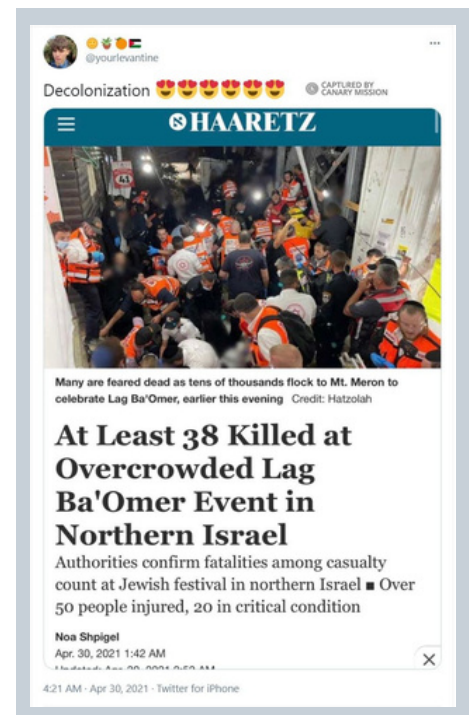 @yourlevantine
Decolonization 😍😍😍😍😍😍
CAPTURED BY
CANARY MISSION
HAARETZ
41
Many are feared dead as tens of thousands flock to Mt. Meron to
celebrate Lag Ba'Omer, earlier this evening Credit: Hatzolah
At Least 38 Killed at
Overcrowded Lag
Ba'Omer Event in
Northern Israel
Authorities confirm fatalities among casualty
count at Jewish festival in northern Israel ■ Over
50 people injured, 20 in critical condition
Noa Shpigel
Apr. 30, 2021 1:42 AM
4:21 AM · Apr 30, 2021 · Twitter for iPhone